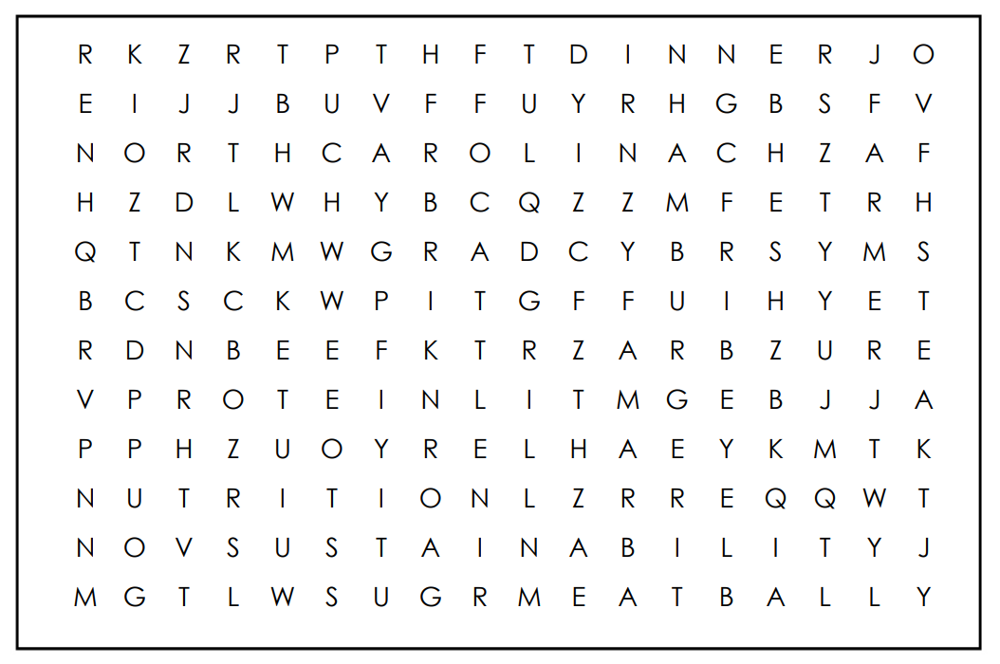 R K Z R T P T H F T D I N N E R J O
E I J J B U V F F U Y R H G B S F V
N O R T H C A R O L I N A C H Z A F
H Z D L W H Y B C Q Z Z M F E T R H
Q T N K M W G R A D C Y B R S Y M S
B C S C K W P I T G F F U I H Y E T
R D N B E E F K T R Z A R B Z U R E
V P R O T E I N L I T M G E B J J A
P P H Z U O Y R E L H A E Y K M T K
N U T R I T I O N L Z R R E Q Q W T
N O V S U S T A I N A B I L I T Y J
M G T L W S U G R M E A T B A L L Y